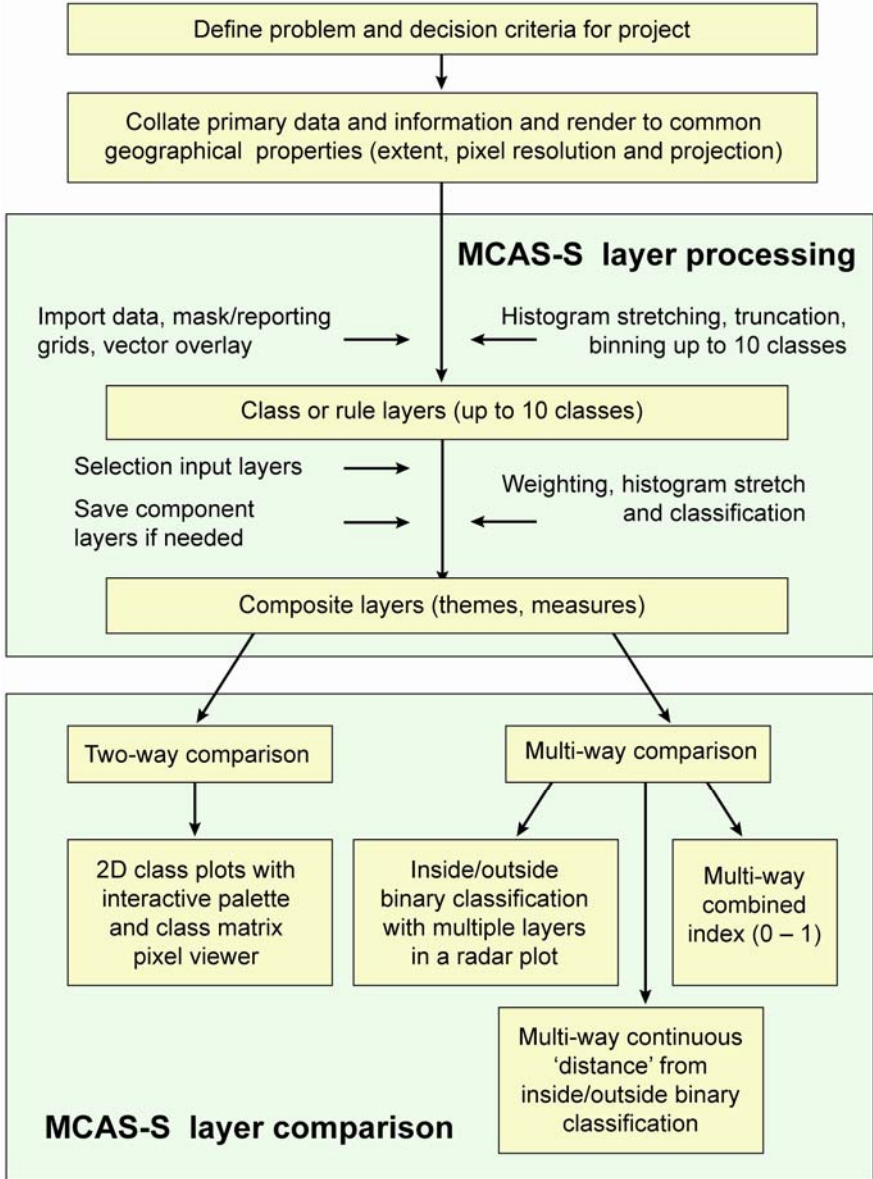 Define problem and decision criteria for project
Collate primary data and information and render to common
geographical properties (extent, pixel resolution and projection)
MCAS-S layer processing
Import data, mask/reporting
grids, vector overlay
Histogram stretching, truncation,
binning up to 10 classes
Class or rule layers (up to 10 classes)
Selection input layers
Save component
layers if needed
Weighting, histogram stretch
and classification
Composite layers (themes, measures)
Two-way comparison
Multi-way comparison
2D class plots with
interactive palette
and class matrix
pixel viewer
Inside/outside
binary classification
with multiple layers
in a radar plot
Multi-way
combined
index (0 – 1)
Multi-way continuous
‘distance’ from
inside/outside binary
classification
MCAS-S layer comparison